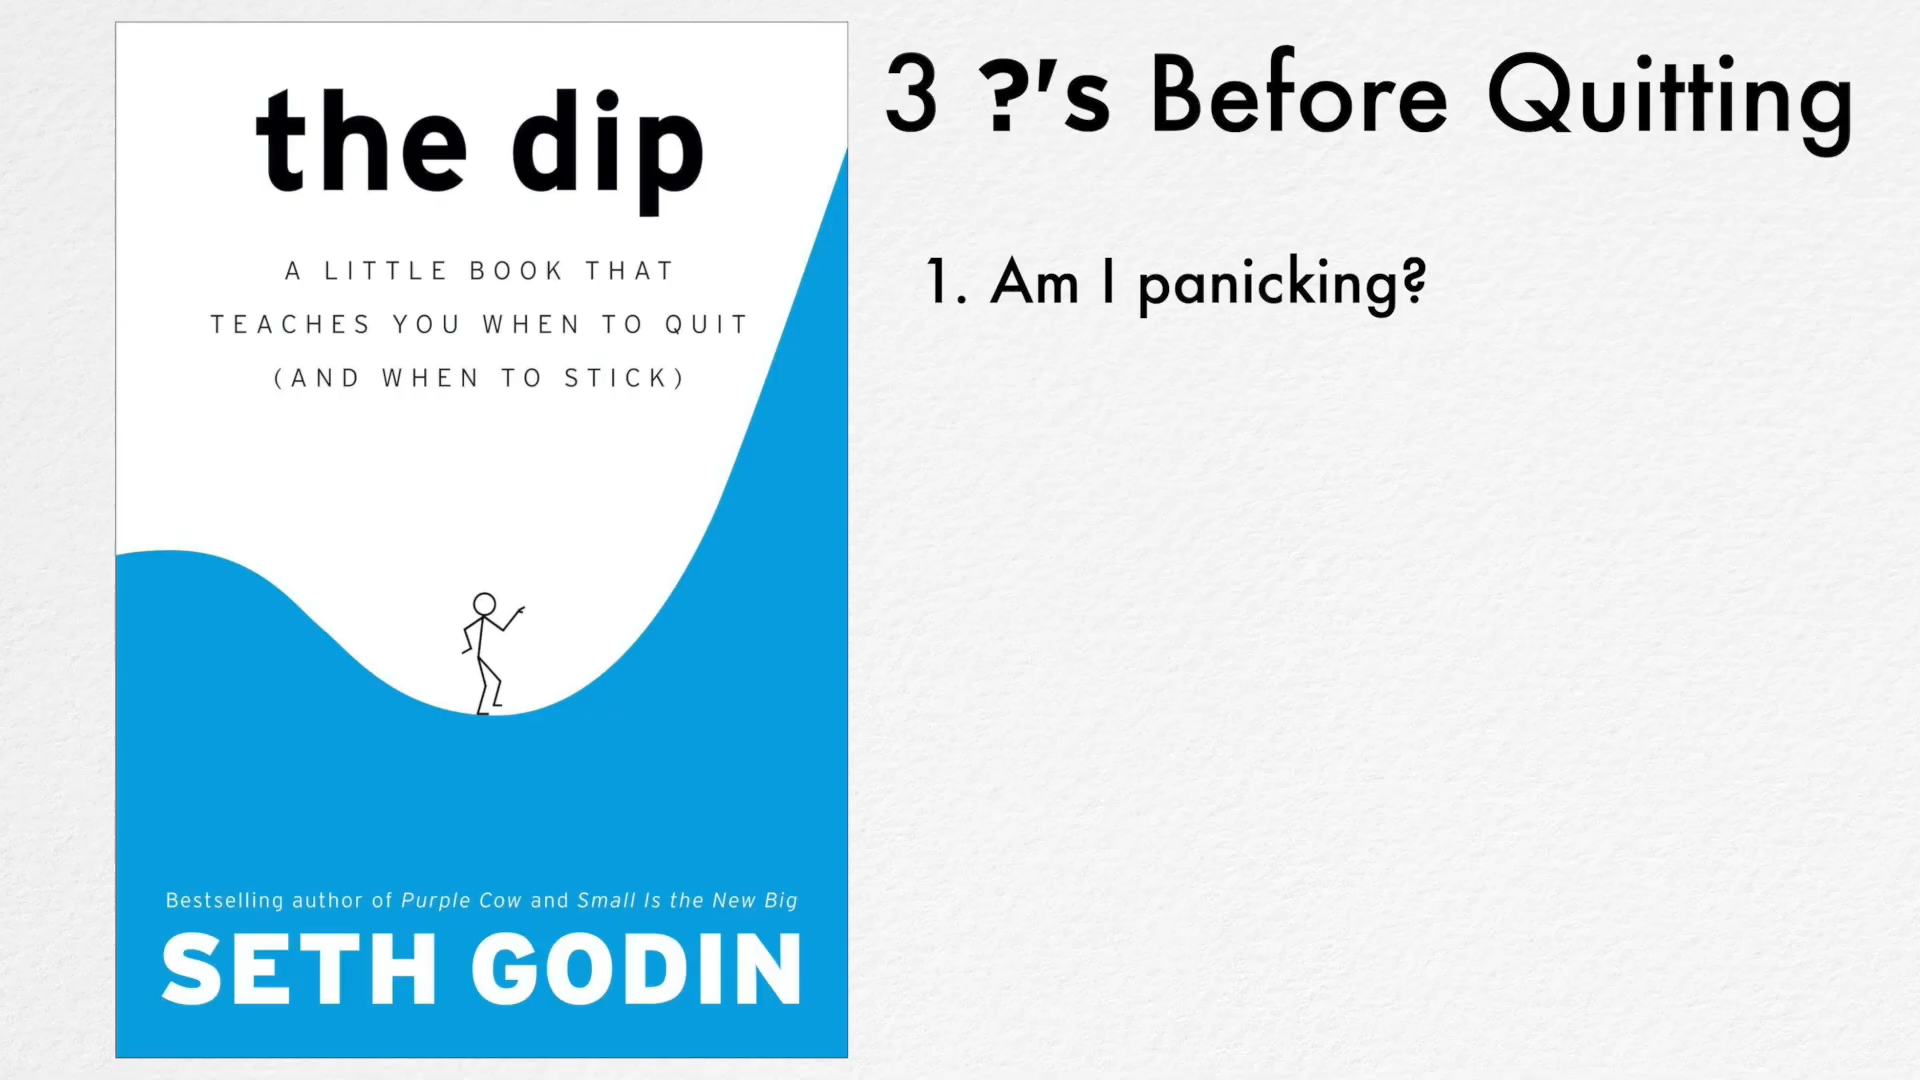 the dip
A LITTLE BOOK THAT
TEACHES YOU WHEN TO QUIT
(AND WHEN TO STICK)
Bestselling author of Purple Cow and Small Is the New Big
SETH GODIN
3 ?'s Before Quitting
1. Am I panicking?